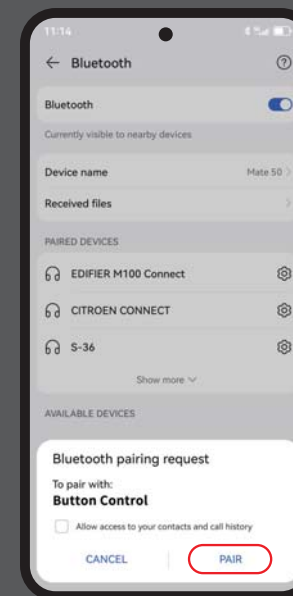 11:14
Bluetooth
Bluetooth
Currently visible to nearby devices
Device name Mate 50
Received files
PAIRED DEVICES
EDIFIER M100 Connect
CITROEN CONNECT
S-36
Show more
AVAILABLE DEVICES
Bluetooth pairing request
To pair with:
Button Control
Allow access to your contacts and call history
CANCEL PAIR